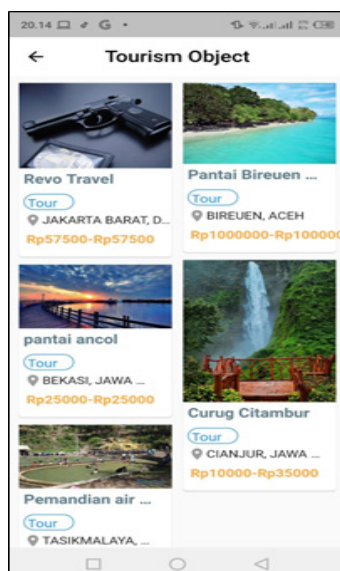 20.14
Tourism Object
Revo Travel
Tour
JAKARTA BARAT, D...
Rp57500-Rp57500
Pantai Bireuen ...
Tour
BIREUEN, ACEH
Rp1000000-Rp100000
pantai ancol
Tour
BEKASI, JAWA ...
Rp25000-Rp25000
Curug Citambur
Tour
CIANJUR, JAWA ...
Rp10000-Rp35000
Pemandian air ...
Tour
TASIKMALAYA, ...